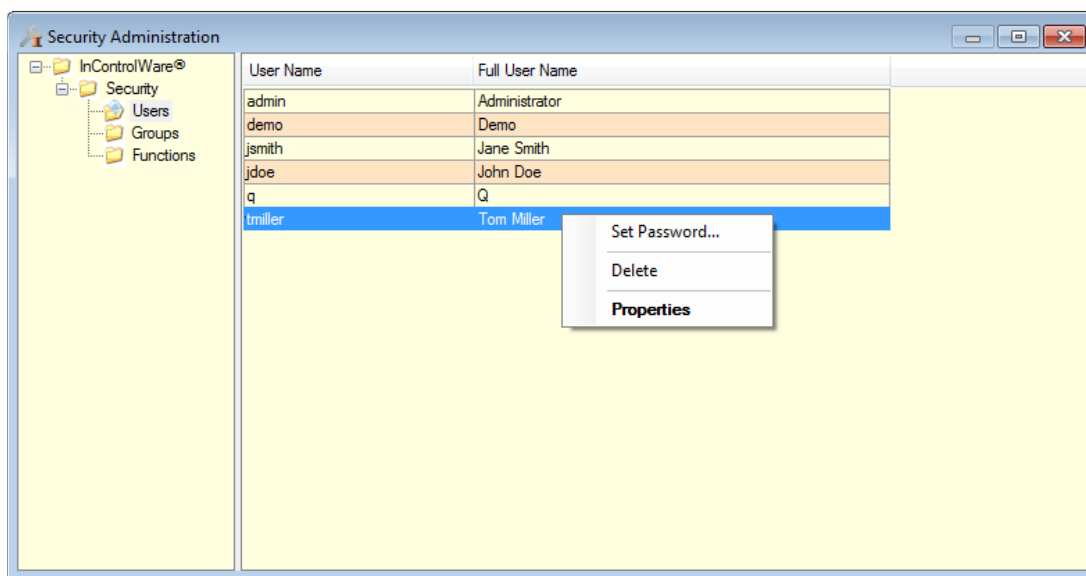 Security Administration
InControlWare®
Security
Users
Groups
Functions
User Name Full User Name
admin Administrator
demo Demo
jsmith Jane Smith
jdoe John Doe
q Q
tmiller Tom Miller
Set Password...
Delete
Properties